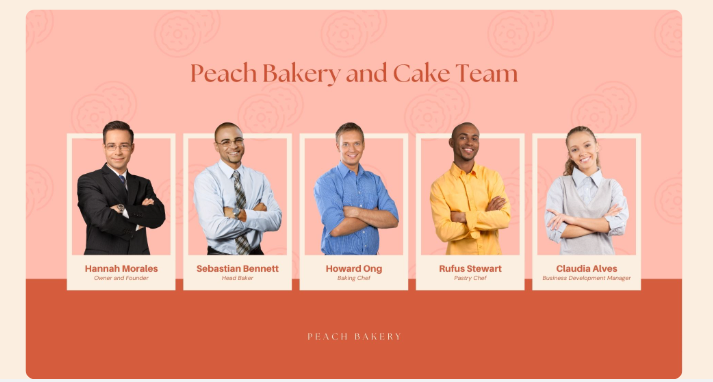 Peach Bakery and Cake Team
Hannah Morales
Owner and Founder
Sebastian Bennett
Head Baker
Howard Ong
Baking Chef
Rufus Stewart
Pastry Chef
Claudia Alves
Business Development Manager
PEACH BAKERY